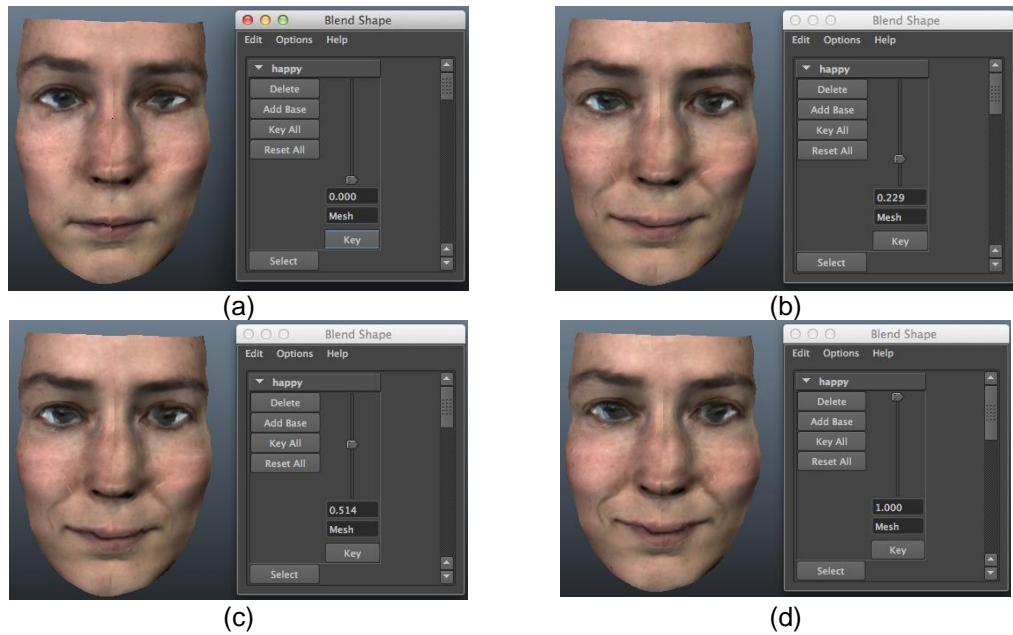 Blend Shape
Edit Options Help
happy
Delete
Add Base
Key All
Reset All
0.000
Mesh
Key
Select
(a)
Blend Shape
Edit Options Help
happy
Delete
Add Base
Key All
Reset All
0.229
Mesh
Key
Select
(b)
Blend Shape
Edit Options Help
happy
Delete
Add Base
Key All
Reset All
0.514
Mesh
Key
Select
(c)
Blend Shape
Edit Options Help
happy
Delete
Add Base
Key All
Reset All
1.000
Mesh
Key
Select
(d)